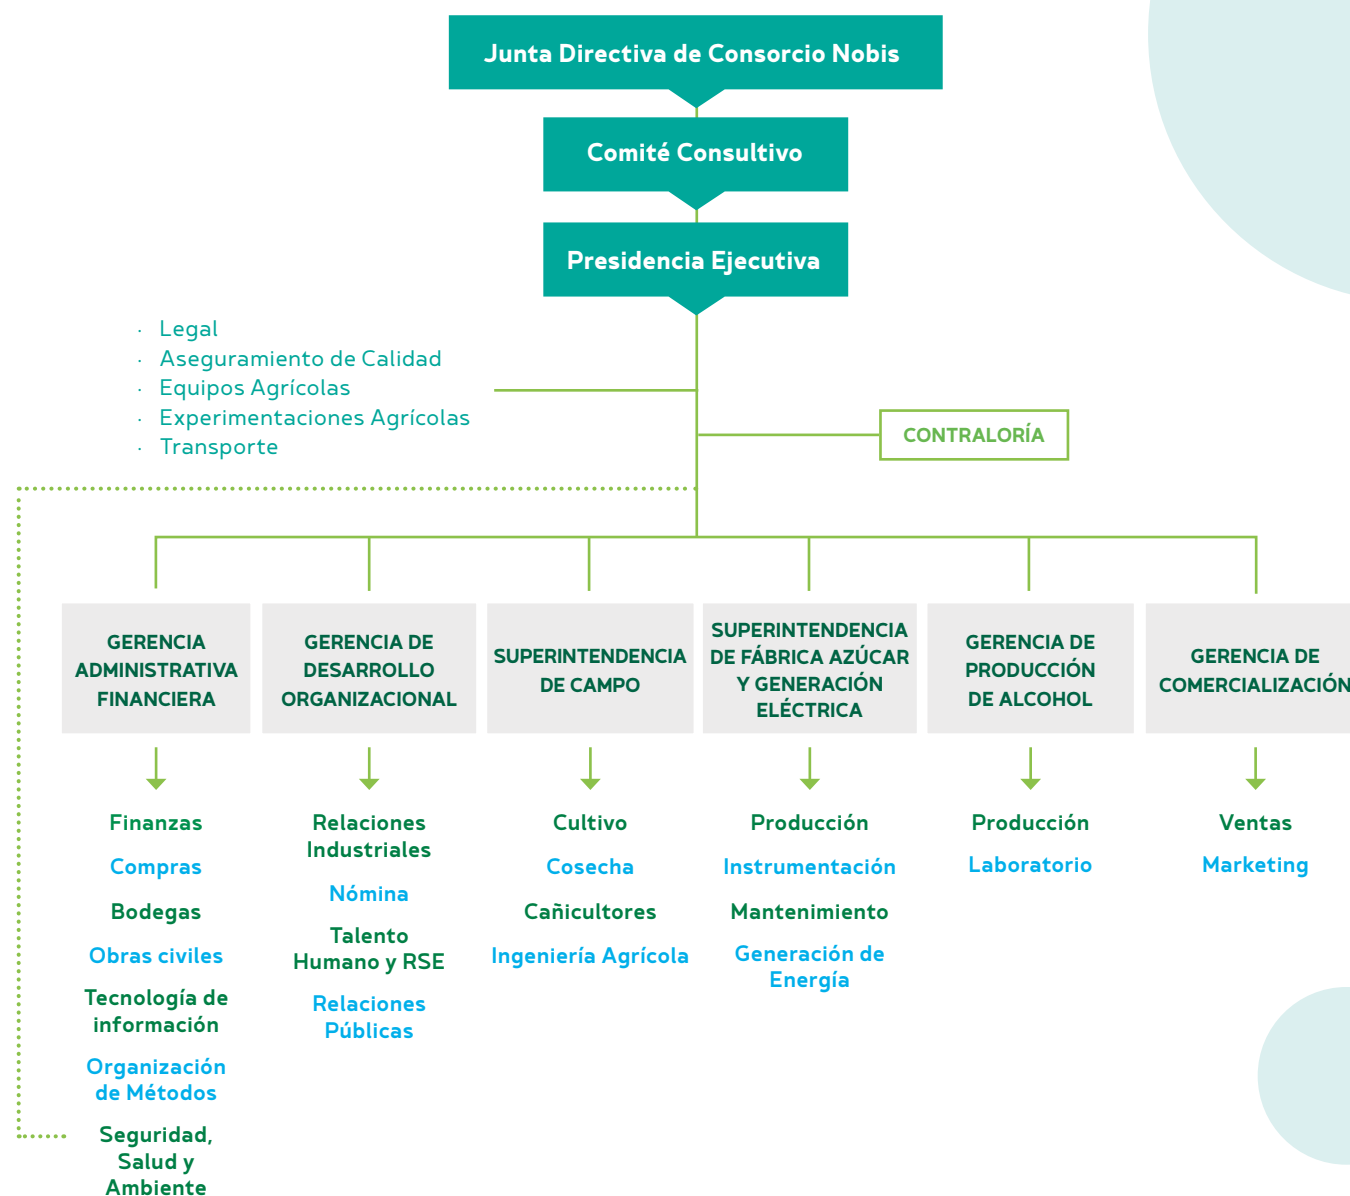 Junta Directiva de Consorcio Nobis
Comité Consultivo
Presidencia Ejecutiva
· Legal
· Aseguramiento de Calidad
· Equipos Agrícolas
· Experimentaciones Agrícolas
· Transporte
CONTRALORÍA
GERENCIA
ADMINISTRATIVA
FINANCIERA
GERENCIA DE
DESARROLLO
ORGANIZACIONAL
SUPERINTENDENCIA
DE CAMPO
SUPERINTENDENCIA
DE FÁBRICA AZÚCAR
Y GENERACIÓN
ELÉCTRICA
GERENCIA DE
PRODUCCIÓN
DE ALCOHOL
GERENCIA DE
COMERCIALIZACIÓN
Finanzas
Compras
Bodegas
Obras civiles
Tecnología de
información
Organización
de Métodos
Seguridad,
Salud y
Ambiente
Relaciones
Industriales
Nómina
Talento
Humano y RSE
Relaciones
Públicas
Cultivo
Cosecha
Cañicultores
Ingeniería Agrícola
Producción
Instrumentación
Mantenimiento
Generación de
Energía
Producción
Laboratorio
Ventas
Marketing